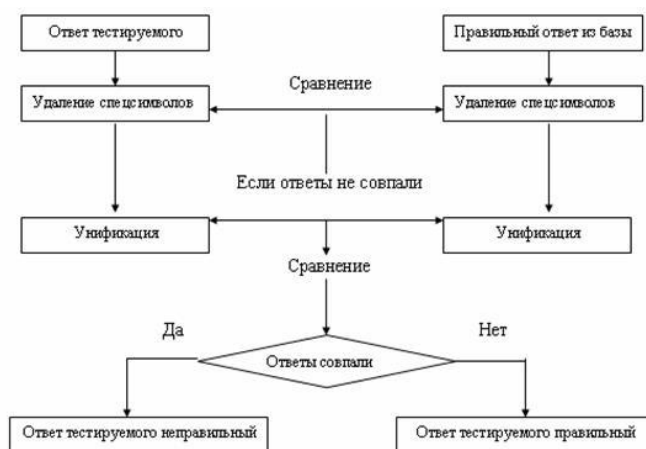 Ответ тестируемого
Правильный ответ из базы
Сравнение
Удаление спецсимволов
Удаление спецсимволов
Если ответы не совпали
Унификация
Унификация
Сравнение
Да
Нет
Ответы совпали
Ответ тестируемого неправильный
Ответ тестируемого правильный